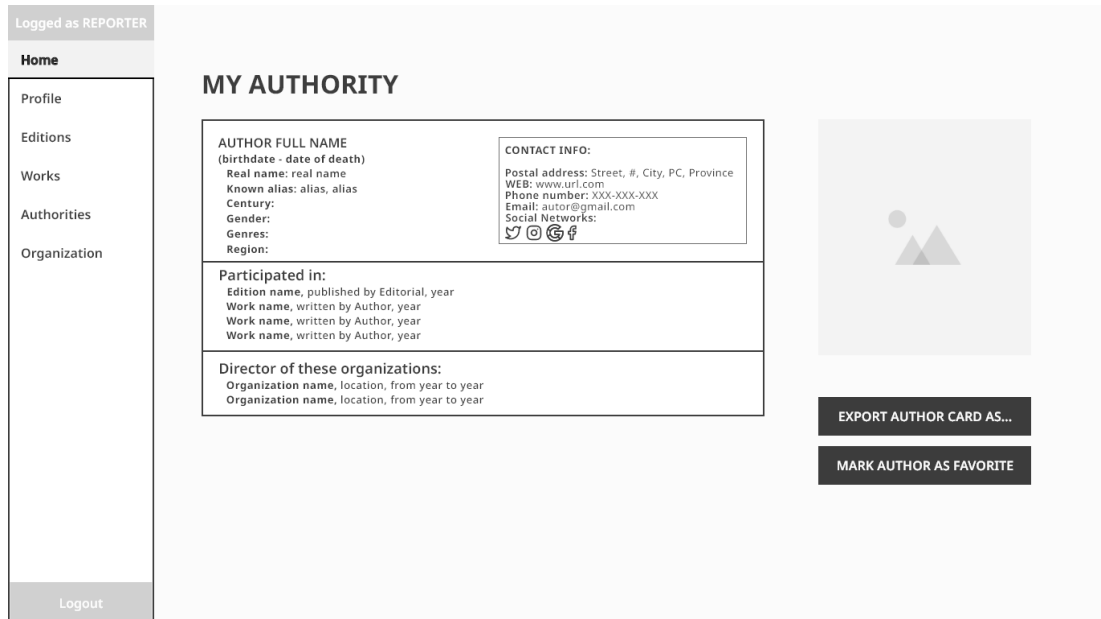 Logged as REPORTER
Home
Profile
Editions
Works
Authorities
Organization
Logout
MY AUTHORITY
AUTHOR FULL NAME
(birthdate - date of death)
Real name: real name
Known alias: alias, alias
Century:
Gender:
Genres:
Region:
CONTACT INFO:
Postal address: Street, #, City, PC, Province
WEB: www.url.com
Phone number: XXX-XXX-XXX
Email: autor@gmail.com
Social Networks:
Participated in:
Edition name, published by Editorial, year
Work name, written by Author, year
Work name, written by Author, year
Work name, written by Author, year
Director of these organizations:
Organization name, location, from year to year
Organization name, location, from year to year
EXPORT AUTHOR CARD AS...
MARK AUTHOR AS FAVORITE